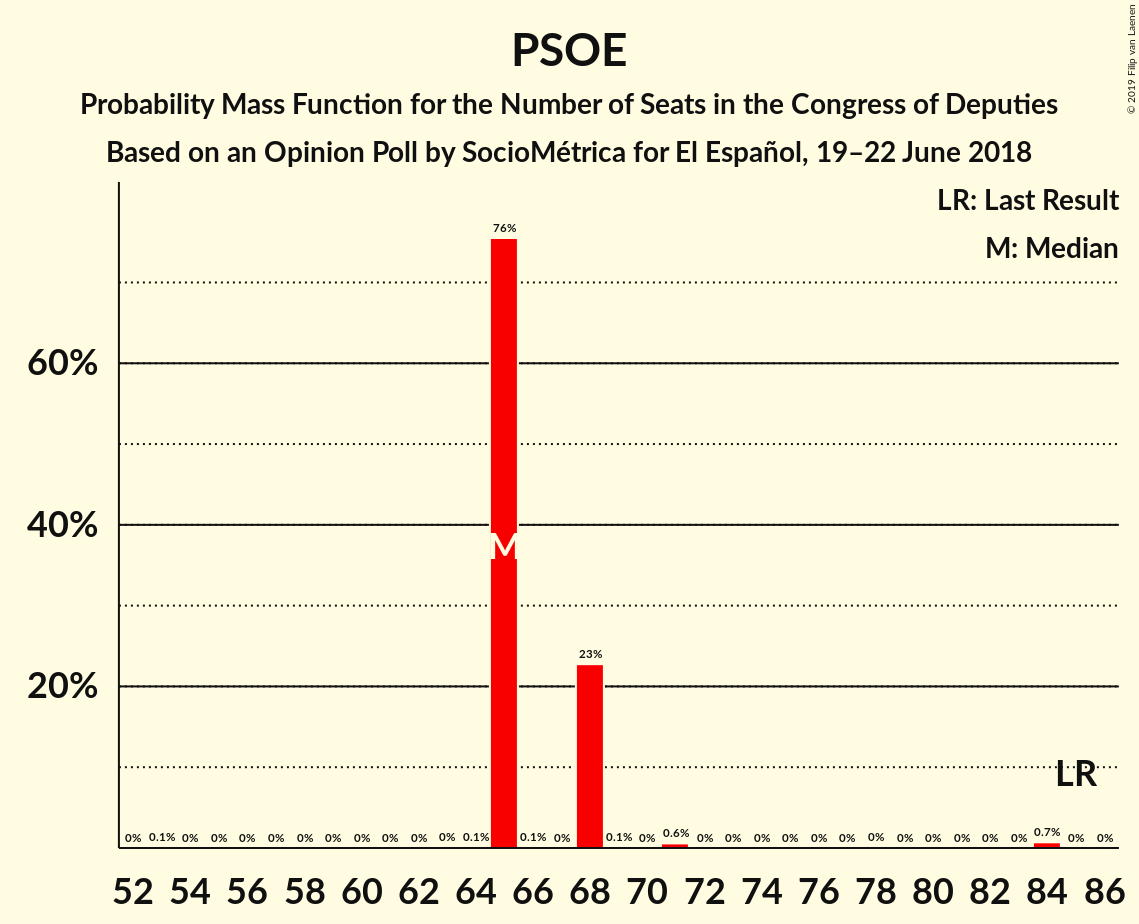 PSOE
Probability Mass Function for the Number of Seats in the Congress of Deputies
Based on an Opinion Poll by SocioMétrica for El Español, 19–22 June 2018
© 2019 Filip van Laenen
LR: Last Result
M: Median
76%
60%
40%
M
23%
20%
LR
0% 0.1% 0% 0% 0% 0% 0% 0% 0% 0% 0% 0% 0.1% 0.1% 0% 0.1% 0% 0.6% 0% 0% 0% 0% 0% 0% 0% 0% 0% 0% 0% 0% 0.7% 0% 0%
52 54 56 58 60 62 64 66 68 70 72 74 76 78 80 82 84 86